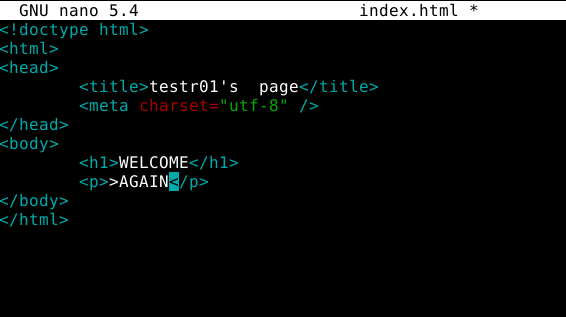 GNU nano 5.4 index.html *
<!doctype html>
<html>
<head>
<title>testr01's  page</title>
<meta charset="utf-8" />
</head>
<body>
<h1>WELCOME</h1>
<p>>AGAIN</p>
</body>
</html>